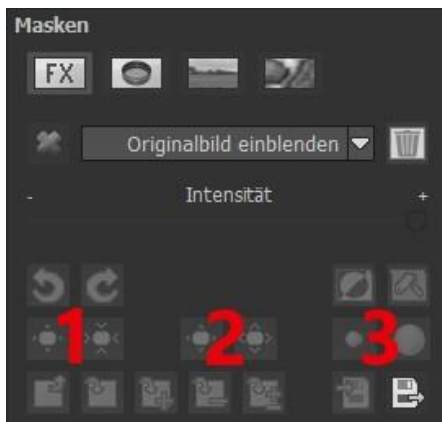 Masken
FX
Originalbild einblenden
- Intensität +
1 2 3